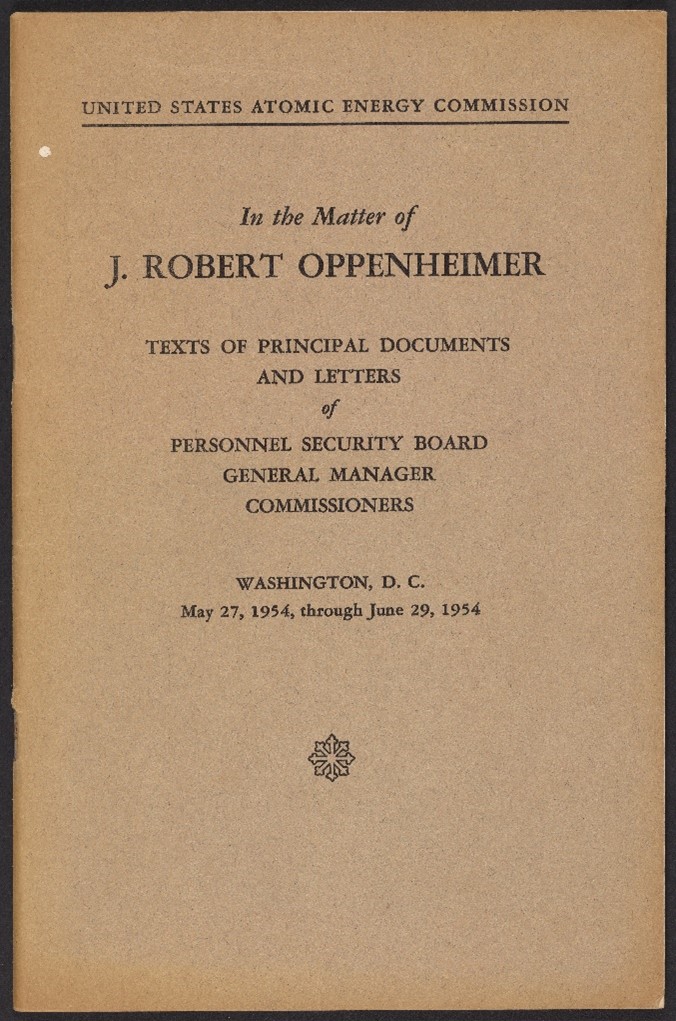 UNITED STATES ATOMIC ENERGY COMMISSION
In the Matter of
J. ROBERT OPPENHEIMER
TEXTS OF PRINCIPAL DOCUMENTS
AND LETTERS
of
PERSONNEL SECURITY BOARD
GENERAL MANAGER
COMMISSIONERS
WASHINGTON, D. C.
May 27, 1954, through June 29, 1954